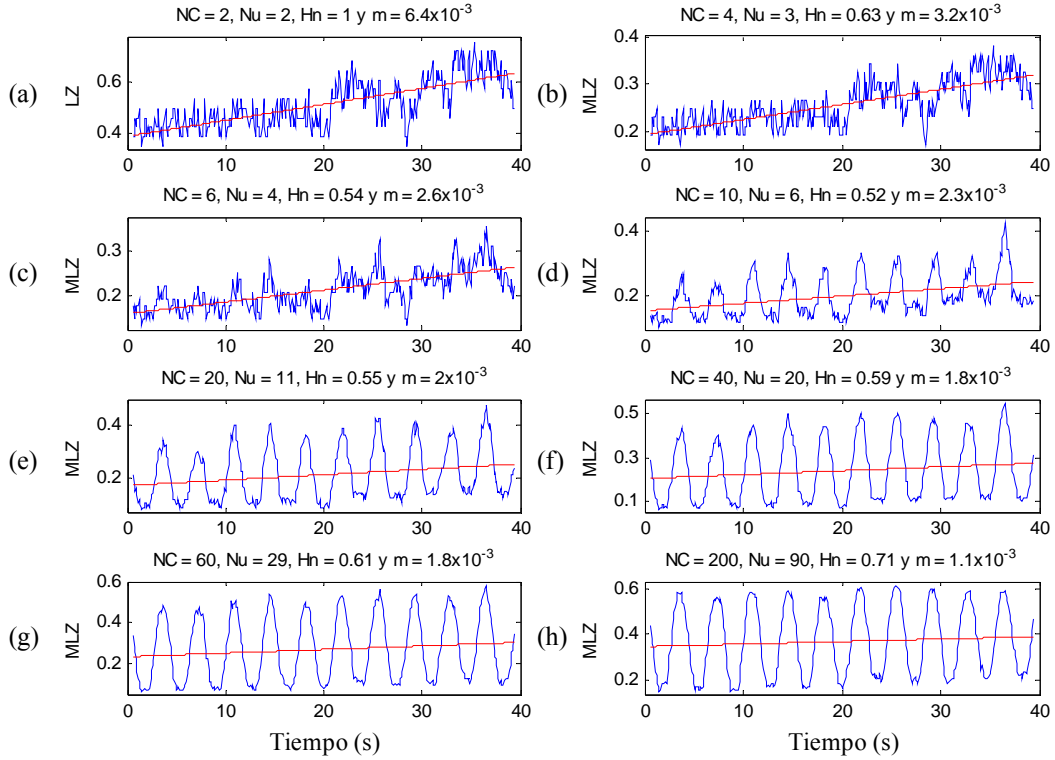 NC = 2, Nu = 2, Hn = 1 y m = 6.4x10⁻³
(a)
LZ
0.6
0.4
0 10 20 30 40
NC = 4, Nu = 3, Hn = 0.63 y m = 3.2x10⁻³
(b)
MLZ
0.4
0.3
0.2
0 10 20 30 40
NC = 6, Nu = 4, Hn = 0.54 y m = 2.6x10⁻³
(c)
MLZ
0.3
0.2
0 10 20 30 40
NC = 10, Nu = 6, Hn = 0.52 y m = 2.3x10⁻³
(d)
MLZ
0.4
0.2
0 10 20 30 40
NC = 20, Nu = 11, Hn = 0.55 y m = 2x10⁻³
(e)
MLZ
0.4
0.2
0 10 20 30 40
NC = 40, Nu = 20, Hn = 0.59 y m = 1.8x10⁻³
(f)
MLZ
0.5
0.3
0.1
0 10 20 30 40
NC = 60, Nu = 29, Hn = 0.61 y m = 1.8x10⁻³
(g)
MLZ
0.6
0.4
0.2
0 10 20 30 40
Tiempo (s)
NC = 200, Nu = 90, Hn = 0.71 y m = 1.1x10⁻³
(h)
MLZ
0.6
0.4
0.2
0 10 20 30 40
Tiempo (s)